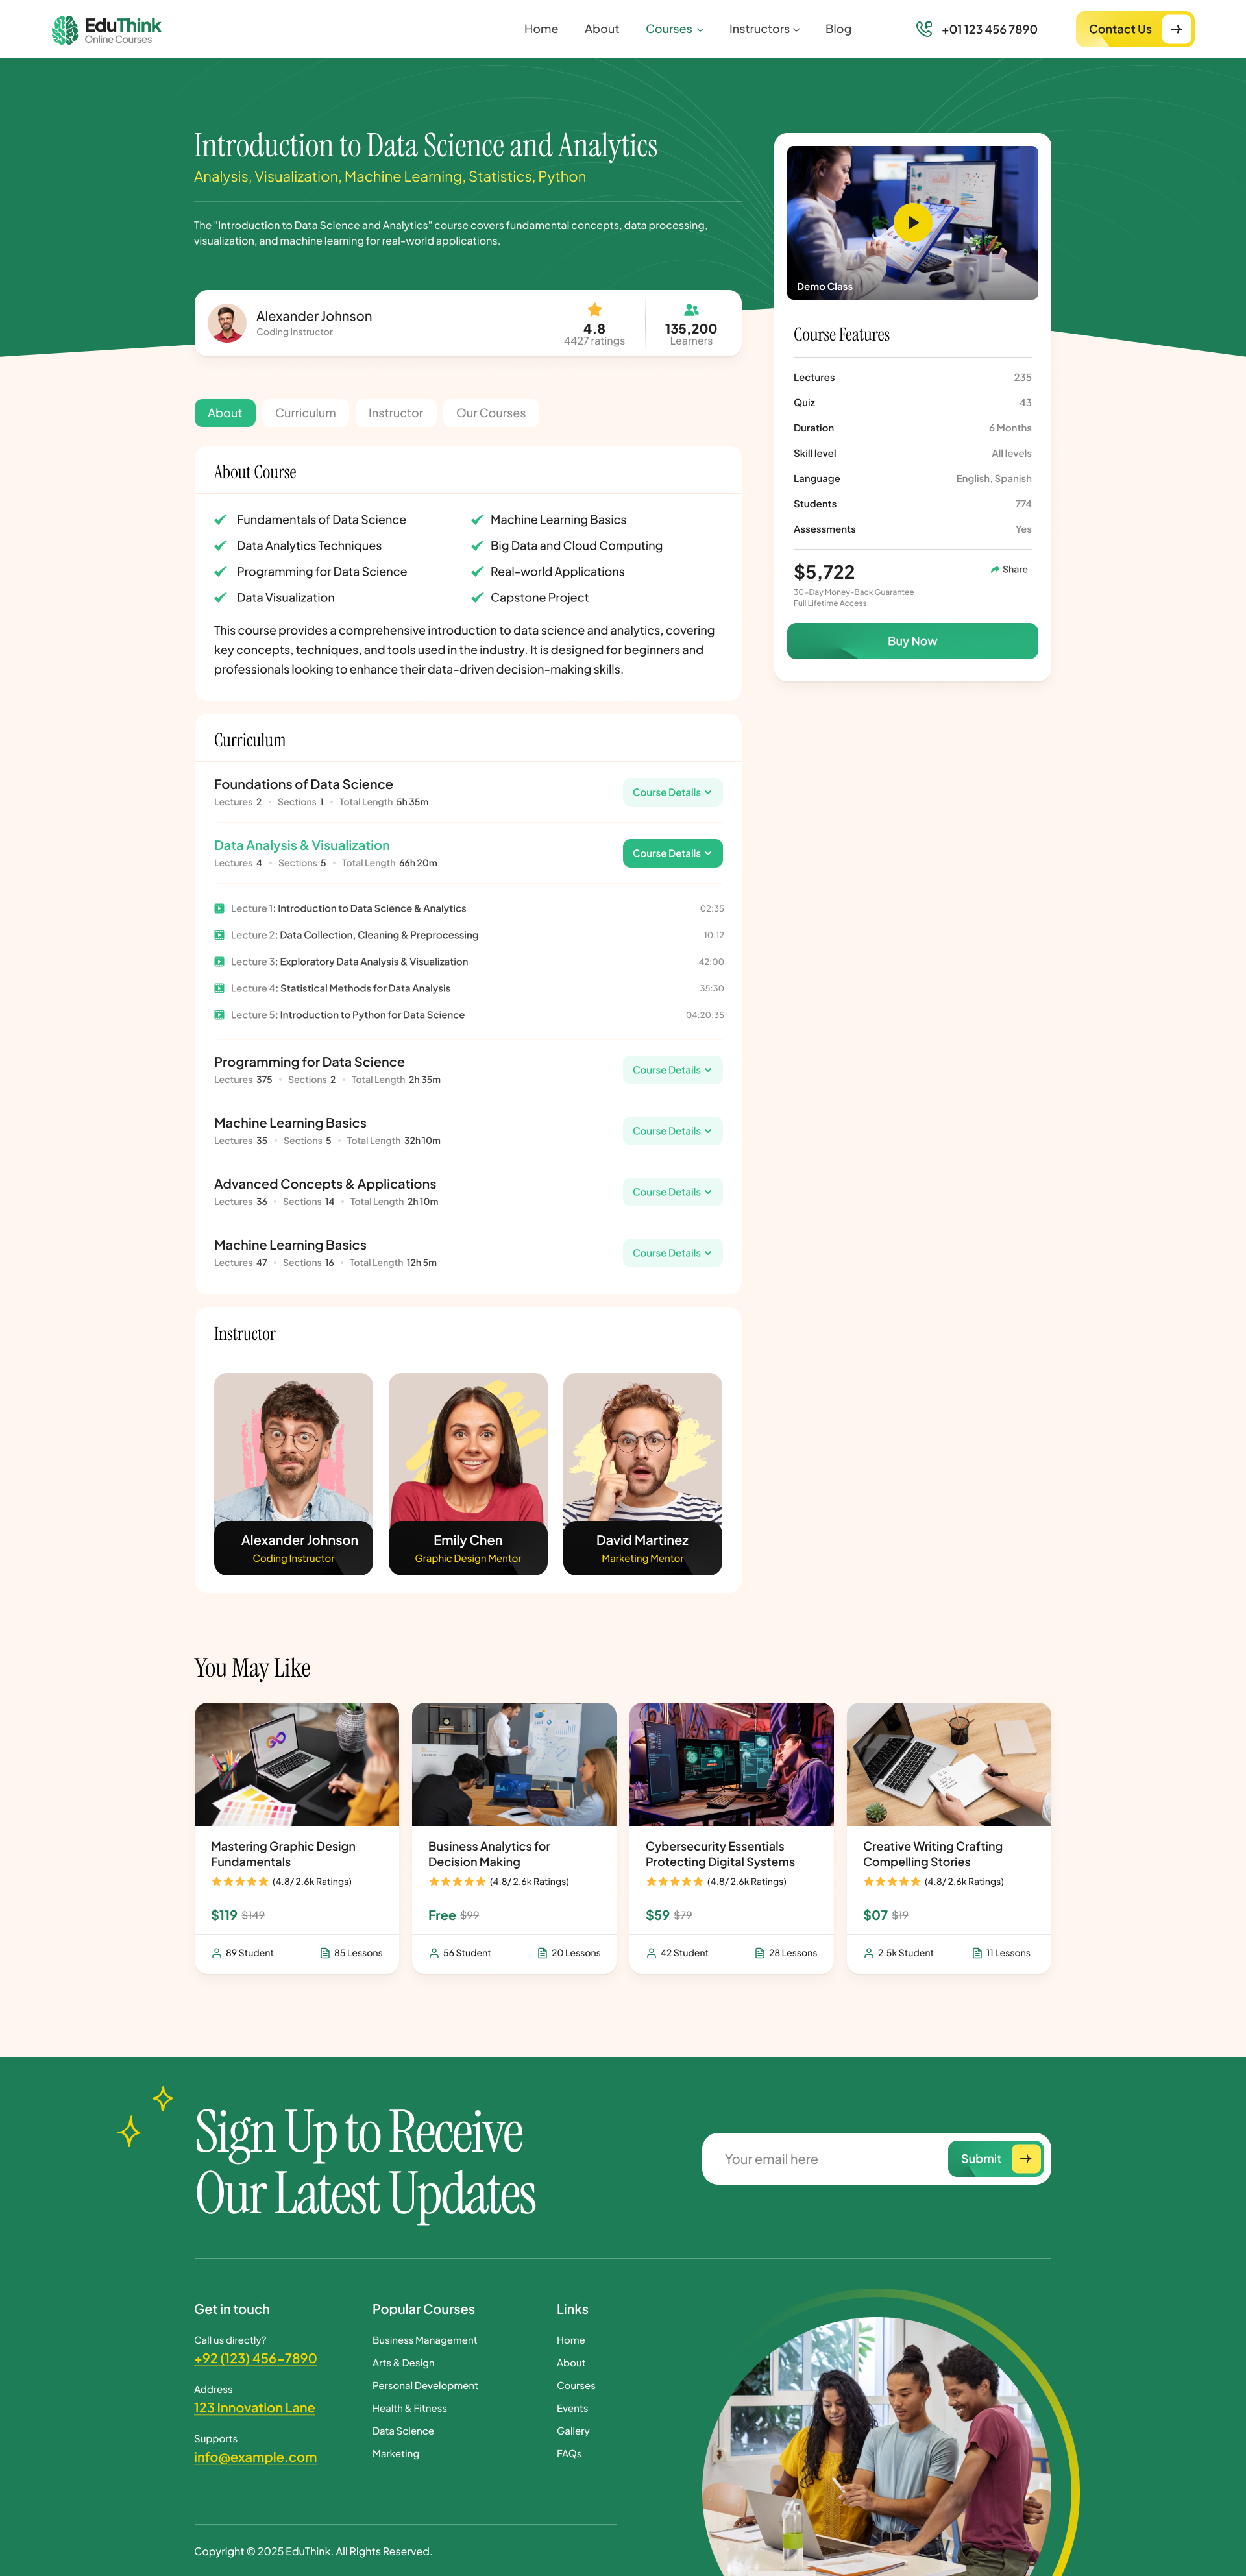 EduThink
Online Courses
Home
About
Courses
Instructors
Blog
+01 123 456 7890
Contact Us
Introduction to Data Science and Analytics
Analysis, Visualization, Machine Learning, Statistics, Python
The "Introduction to Data Science and Analytics" course covers fundamental concepts, data processing,
visualization, and machine learning for real-world applications.
Alexander Johnson
Coding Instructor
4.8
4427 ratings
135,200
Learners
Demo Class
Course Features
Lectures 235
Quiz 43
Duration 6 Months
Skill level All levels
Language English, Spanish
Students 774
Assessments Yes
$5,722
Share
30-Day Money-Back Guarantee
Full Lifetime Access
Buy Now
About
Curriculum
Instructor
Our Courses
About Course
Fundamentals of Data Science
Machine Learning Basics
Data Analytics Techniques
Big Data and Cloud Computing
Programming for Data Science
Real-world Applications
Data Visualization
Capstone Project
This course provides a comprehensive introduction to data science and analytics, covering
key concepts, techniques, and tools used in the industry. It is designed for beginners and
professionals looking to enhance their data-driven decision-making skills.
Curriculum
Foundations of Data Science
Lectures 2 • Sections 1 • Total Length 5h 35m
Course Details
Data Analysis & Visualization
Lectures 4 • Sections 5 • Total Length 66h 20m
Course Details
Lecture 1: Introduction to Data Science & Analytics 02:35
Lecture 2: Data Collection, Cleaning & Preprocessing 10:12
Lecture 3: Exploratory Data Analysis & Visualization 42:00
Lecture 4: Statistical Methods for Data Analysis 35:30
Lecture 5: Introduction to Python for Data Science 04:20:35
Programming for Data Science
Lectures 375 • Sections 2 • Total Length 2h 35m
Course Details
Machine Learning Basics
Lectures 35 • Sections 5 • Total Length 32h 10m
Course Details
Advanced Concepts & Applications
Lectures 36 • Sections 14 • Total Length 2h 10m
Course Details
Machine Learning Basics
Lectures 47 • Sections 16 • Total Length 12h 5m
Course Details
Instructor
Alexander Johnson
Coding Instructor
Emily Chen
Graphic Design Mentor
David Martinez
Marketing Mentor
You May Like
Mastering Graphic Design
Fundamentals
(4.8/ 2.6k Ratings)
$119 $149
89 Student
85 Lessons
Business Analytics for
Decision Making
(4.8/ 2.6k Ratings)
Free $99
56 Student
20 Lessons
Cybersecurity Essentials
Protecting Digital Systems
(4.8/ 2.6k Ratings)
$59 $79
42 Student
28 Lessons
Creative Writing Crafting
Compelling Stories
(4.8/ 2.6k Ratings)
$07 $19
2.5k Student
11 Lessons
Sign Up to Receive
Our Latest Updates
Your email here
Submit
Get in touch
Call us directly?
+92 (123) 456-7890
Address
123 Innovation Lane
Supports
info@example.com
Popular Courses
Business Management
Arts & Design
Personal Development
Health & Fitness
Data Science
Marketing
Links
Home
About
Courses
Events
Gallery
FAQs
Copyright © 2025 EduThink. All Rights Reserved.